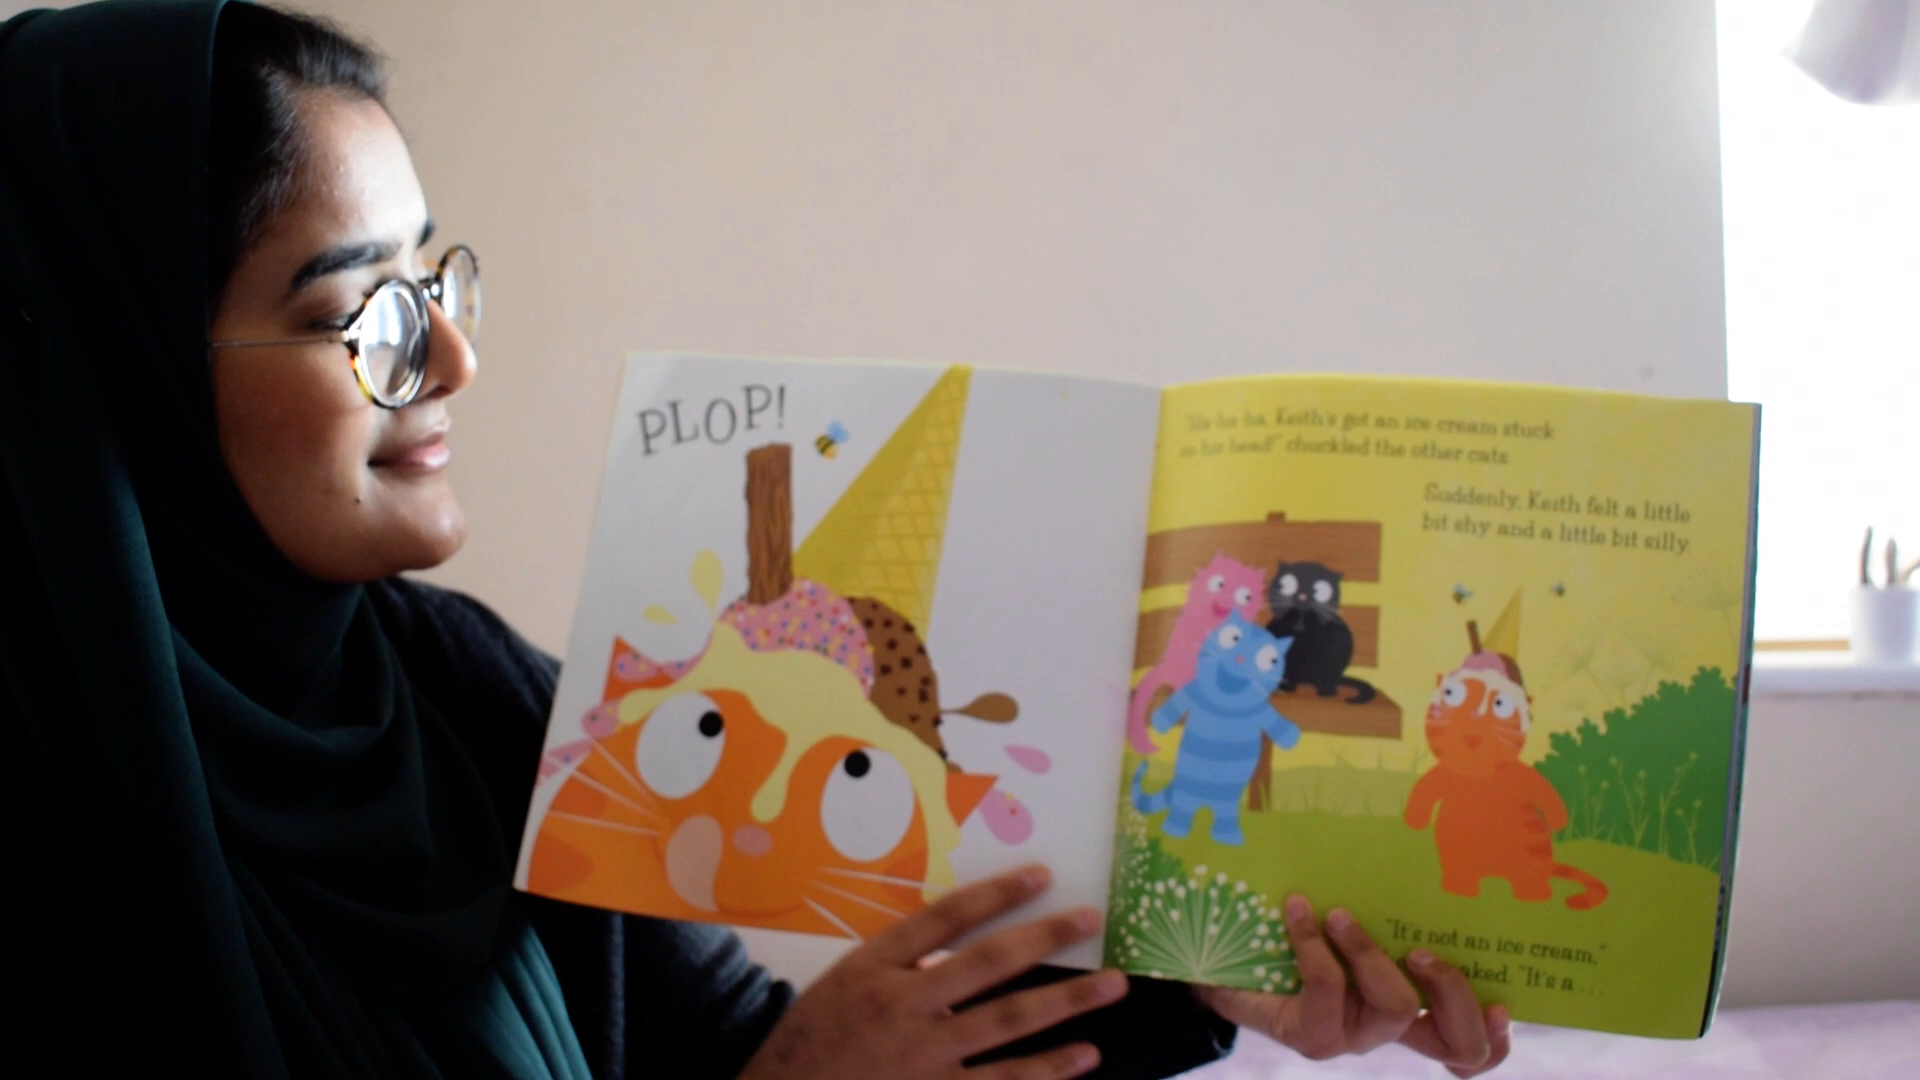 PLOP!
"Ha-ha-ha, Keith's got an ice cream stuck
on his head!" chuckled the other cats.
Suddenly, Keith felt a little
bit shy and a little bit silly
"It's not an ice cream,"
"It's a . . .